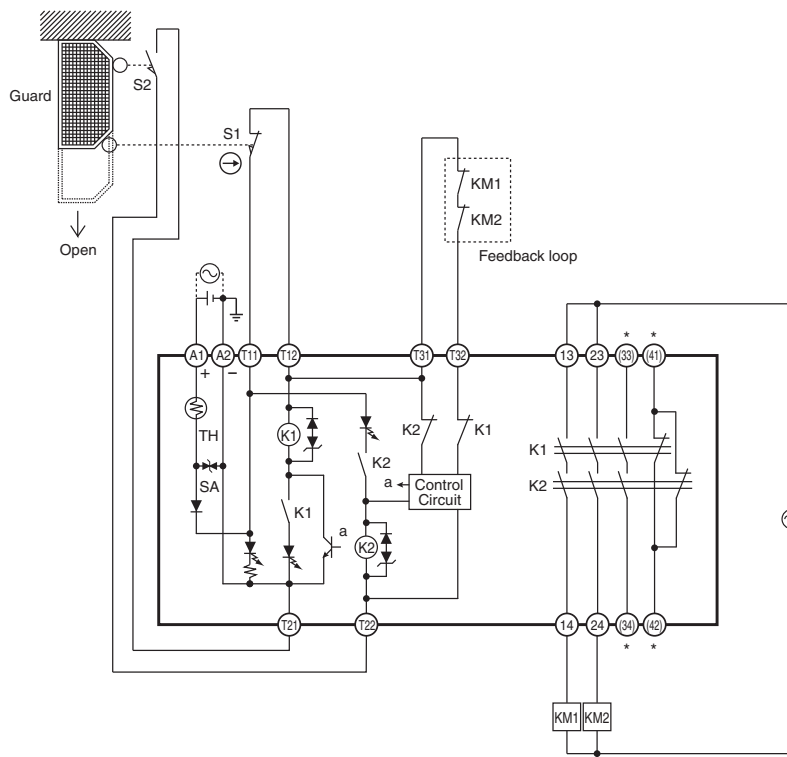 S2
Guard
S1
KM1
KM2
Feedback loop
Open
A1 A2 T11 T12 T31 T32 13 23 (33) (41)
* *
+ −
K2 K1
K1
TH
K2
K1
a
Control
Circuit
K2
SA
K1
a
K2
T21 T22 14 24 (34) (42)
* *
KM1 KM2